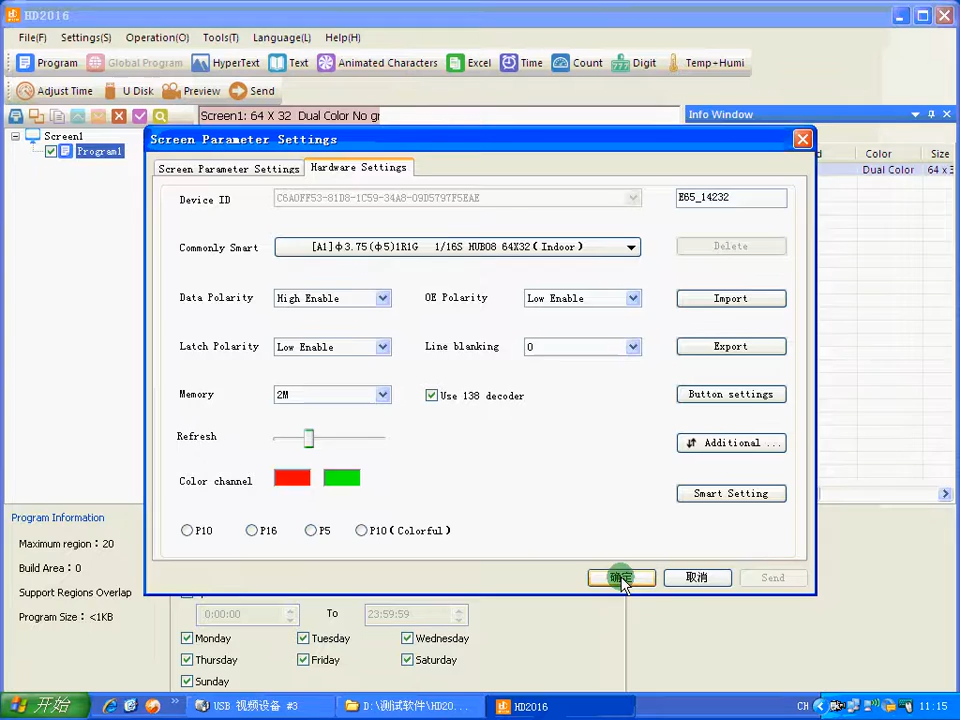 HD2016
File(F) Settings(S) Operation(O) Tools(T) Language(L) Help(H)
Program Global Program HyperText Text Animated Characters Excel Time Count Digit Temp+Humi
Adjust Time U Disk Preview Send
Screen1: 64 X 32 Dual Color No gr
Info Window
Screen1
Program1
d Color Size
Dual Color 64 x
Screen Parameter Settings
Screen Parameter Settings Hardware Settings
Device ID C6A0FF53-81D8-1C59-34A8-09D5797F5EAE E65_14232
Commonly Smart [A1]ф3.75(ф5)1R1G 1/16S HUB08 64X32(Indoor) Delete
Data Polarity High Enable OE Polarity Low Enable Import
Latch Polarity Low Enable Line blanking 0 Export
Memory 2M Use 138 decoder Button settings
Refresh Additional ...
Color channel Smart Setting
P10 P16 P5 P10(Colorful)
确定 取消 Send
Program Information
Maximum region：20
Build Area：0
Support Regions Overlap
Program Size：<1KB
0:00:00 To 23:59:59
Monday Tuesday Wednesday
Thursday Friday Saturday
Sunday
开始 USB 视频设备 #3 D:\测试软件\HD20... HD2016 CH 11:15